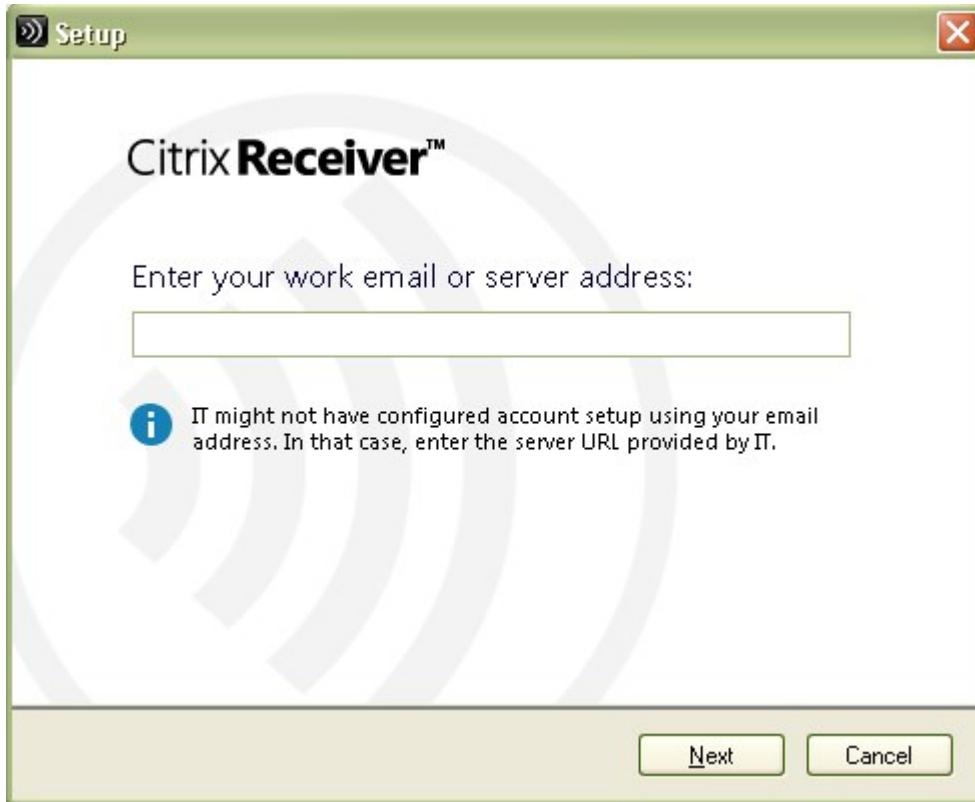 Setup
Citrix Receiver™
Enter your work email or server address:
IT might not have configured account setup using your email
address. In that case, enter the server URL provided by IT.
Next
Cancel